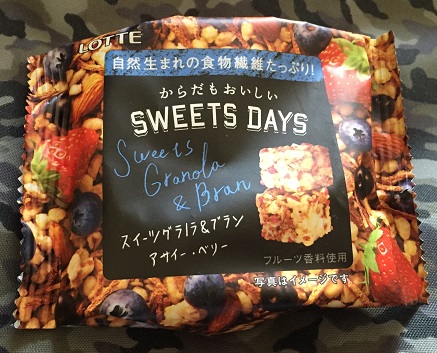 LOTTE
自然生まれの食物繊維たっぷり!
からだもおいしい
SWEETS DAYS
Sweets
Granola
& Bran
スイーツグラノラ&ブラン
アサイー・ベリー
フルーツ香料使用
写真はイメージです